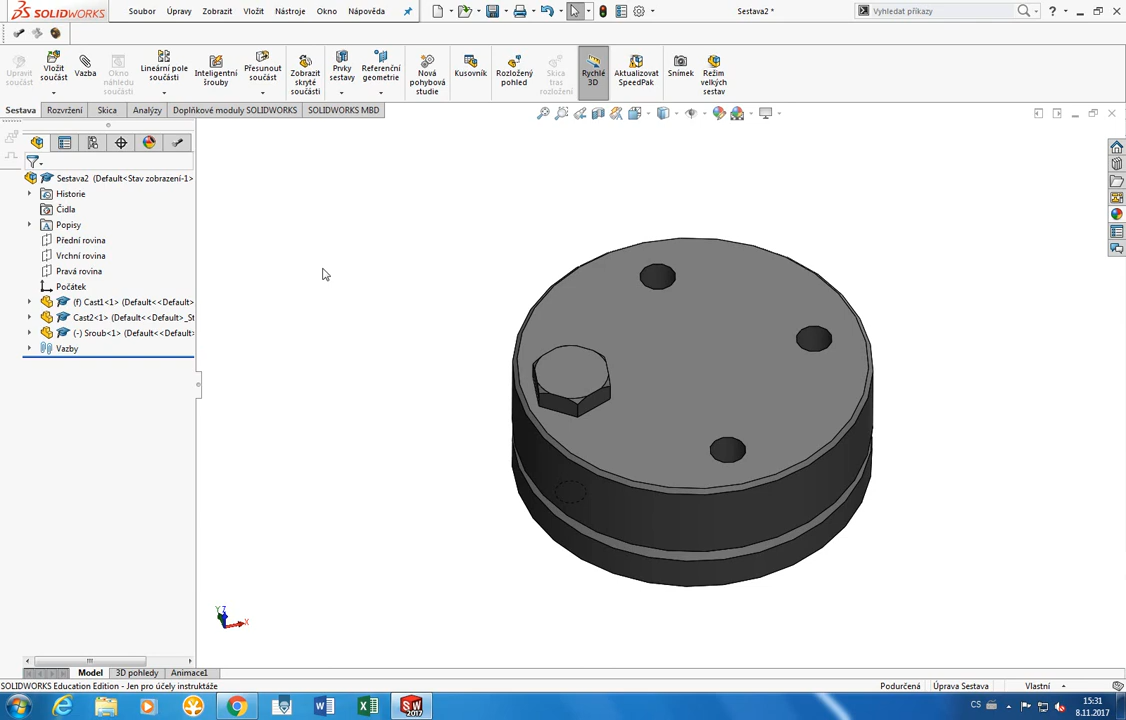 SOLIDWORKS
Soubor Úpravy Zobrazit Vložit Nástroje Okno Nápověda
Sestava2 *
Vyhledat příkazy
Upravit součást
Vložit součást
Vazba
Okno náhledu součásti
Lineární pole součásti
Inteligentní šrouby
Přesunout součást
Zobrazit skryté součásti
Prvky sestavy
Referenční geometrie
Nová pohybová studie
Kusovník
Rozložený pohled
Skica tras rozložení
Rychlé 3D
Aktualizovat SpeedPak
Snímek
Režim velkých sestav
Sestava Rozvržení Skica Analýzy Doplňkové moduly SOLIDWORKS SOLIDWORKS MBD
Sestava2 (Default<Stav zobrazení-1>
Historie
Čidla
Popisy
Přední rovina
Vrchní rovina
Pravá rovina
Počátek
(f) Cast1<1> (Default<<Default>
Cast2<1> (Default<<Default>_St
(-) Sroub<1> (Default<<Default>
Vazby
Y Z
X
Model 3D pohledy Animace1
SOLIDWORKS Education Edition - Jen pro účely instruktáže
Podurčená Úprava Sestava Vlastní
SW 2017
CS
15:31
8.11.2017